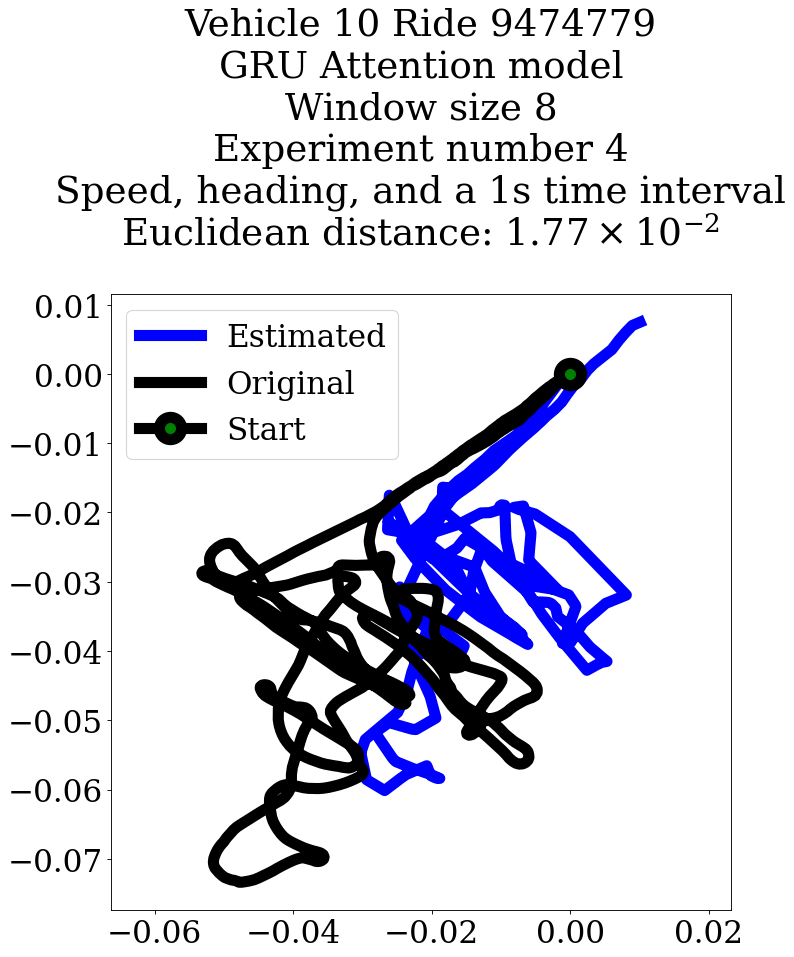 Vehicle 10 Ride 9474779
GRU Attention model
Window size 8
Experiment number 4
Speed, heading, and a 1s time interval
Euclidean distance: 1.77 × 10⁻²
Estimated
Original
Start
0.01
0.00
−0.01
−0.02
−0.03
−0.04
−0.05
−0.06
−0.07
−0.06 −0.04 −0.02 0.00 0.02